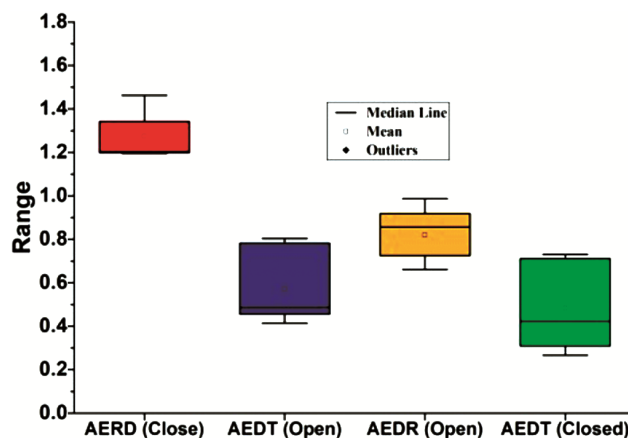 1.8
1.6
1.4
1.2
1.0
0.8
0.6
0.4
0.2
0.0
Range
Median Line
Mean
Outliers
AERD (Close) AEDT (Open) AEDR (Open) AEDT (Closed)